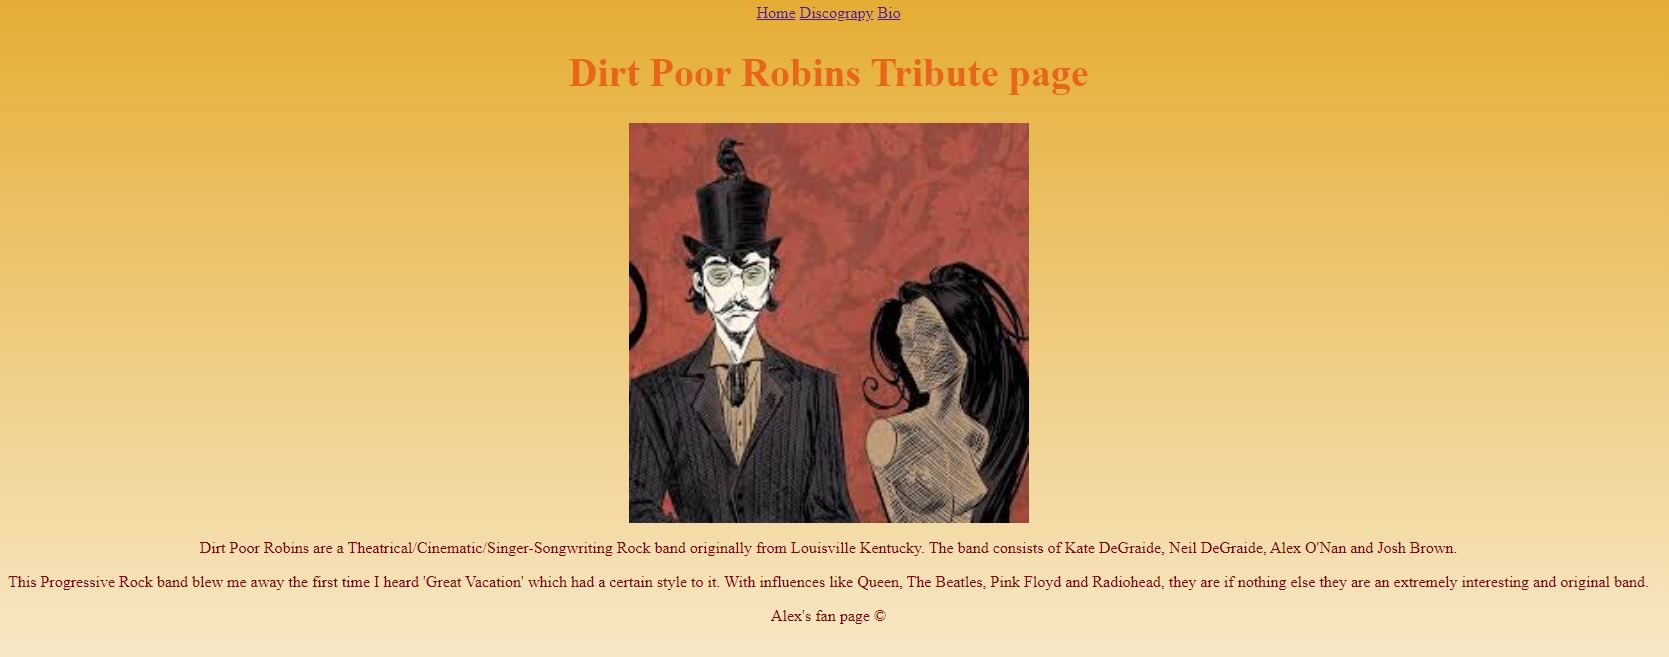 Home Discograpy Bio
Dirt Poor Robins Tribute page
Dirt Poor Robins are a Theatrical/Cinematic/Singer-Songwriting Rock band originally from Louisville Kentucky. The band consists of Kate DeGraide, Neil DeGraide, Alex O'Nan and Josh Brown.
This Progressive Rock band blew me away the first time I heard 'Great Vacation' which had a certain style to it. With influences like Queen, The Beatles, Pink Floyd and Radiohead, they are if nothing else they are an extremely interesting and original band.
Alex's fan page ©